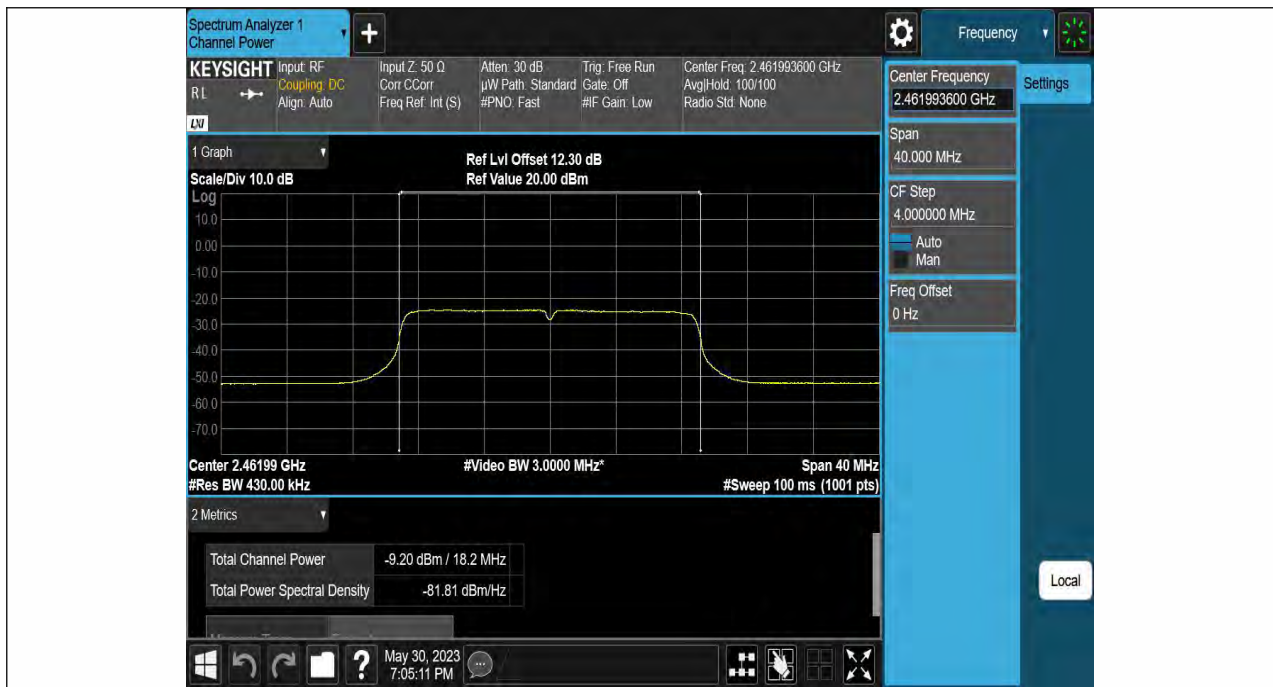 Spectrum Analyzer 1
Channel Power
+
Frequency
KEYSIGHT
R L
LXI
Input: RF
Coupling: DC
Align: Auto
Input Z: 50 Ω
Corr CCorr
Freq Ref: Int (S)
Atten: 30 dB
µW Path: Standard
#PNO: Fast
Trig: Free Run
Gate: Off
#IF Gain: Low
Center Freq: 2.461993600 GHz
Avg|Hold: 100/100
Radio Std: None
Center Frequency
2.461993600 GHz
Settings
Span
40.000 MHz
CF Step
4.000000 MHz
Auto
Man
Freq Offset
0 Hz
1 Graph
Scale/Div 10.0 dB
Ref Lvl Offset 12.30 dB
Ref Value 20.00 dBm
Log
10.0
0.00
-10.0
-20.0
-30.0
-40.0
-50.0
-60.0
-70.0
Center 2.46199 GHz
#Video BW 3.0000 MHz*
Span 40 MHz
#Res BW 430.00 kHz
#Sweep 100 ms (1001 pts)
2 Metrics
Total Channel Power -9.20 dBm / 18.2 MHz
Total Power Spectral Density -81.81 dBm/Hz
Local
?
May 30, 2023
7:05:11 PM